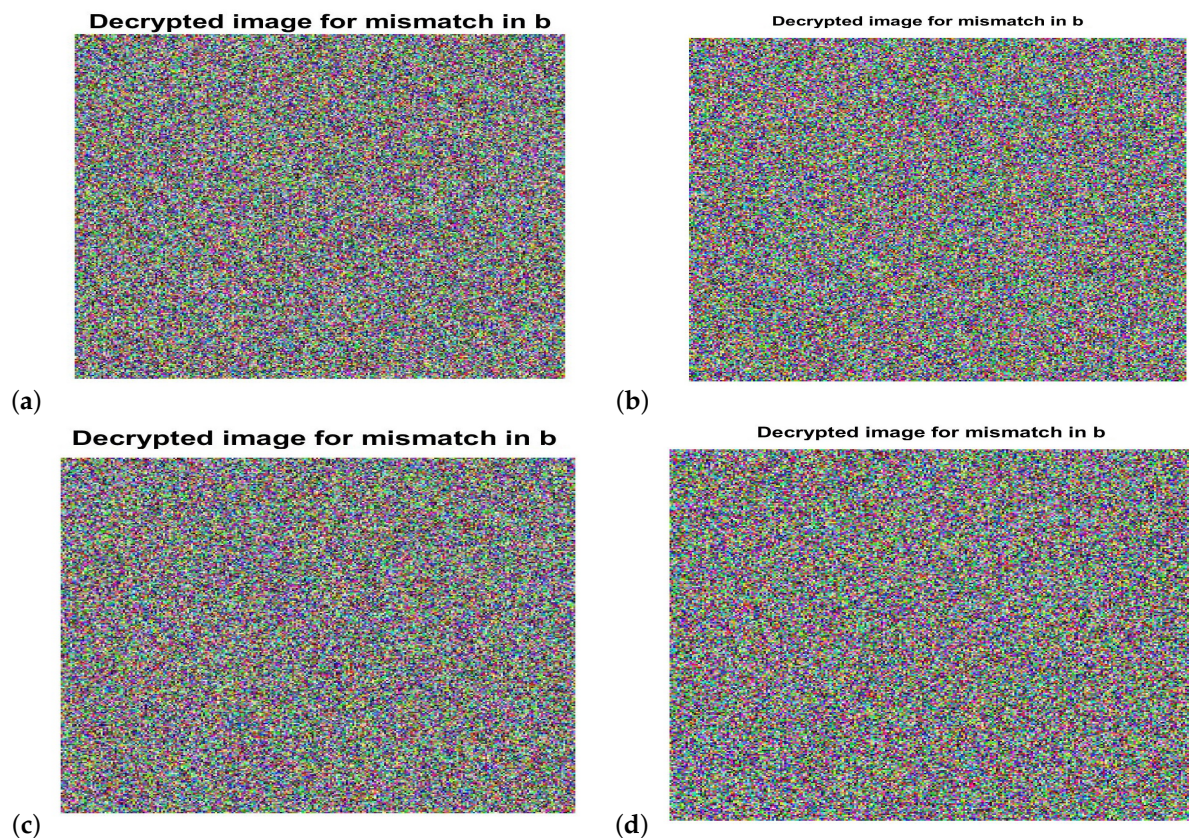 Decrypted image for mismatch in b
Decrypted image for mismatch in b
(a)
(b)
Decrypted image for mismatch in b
Decrypted image for mismatch in b
(c)
(d)